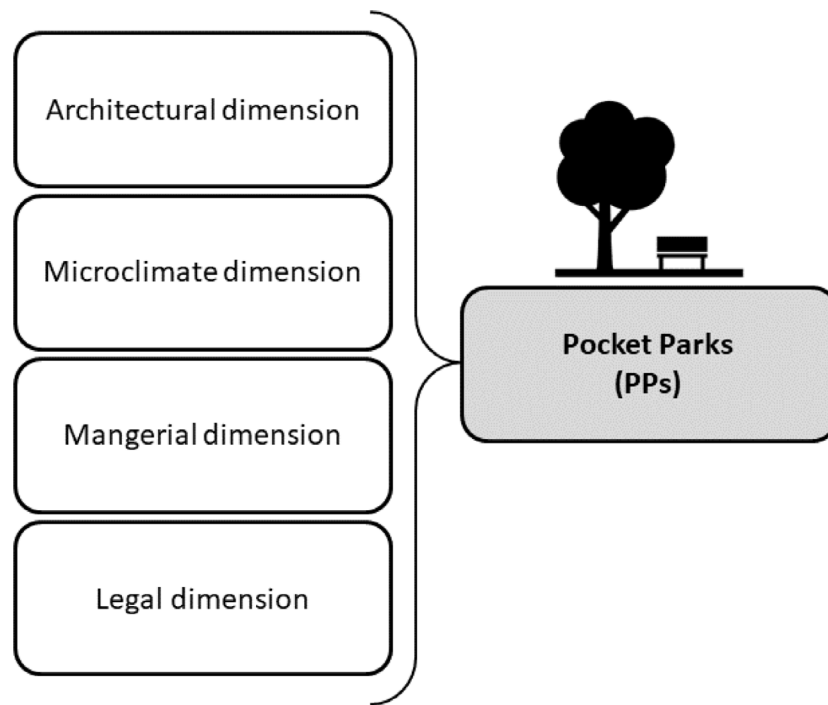 Architectural dimension
Microclimate dimension
Mangerial dimension
Legal dimension
Pocket Parks
(PPs)